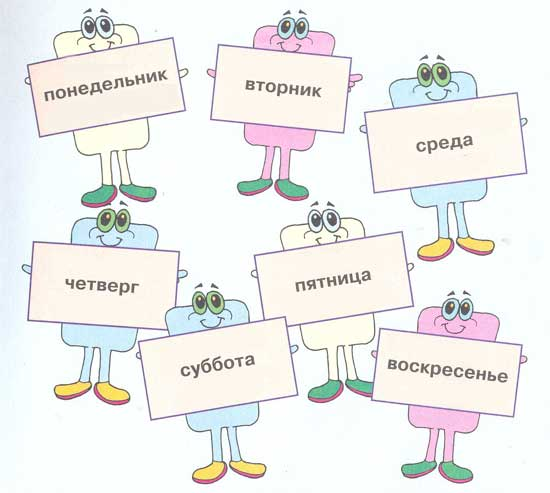 понедельник
вторник
среда
четверг
пятница
суббота
воскресенье